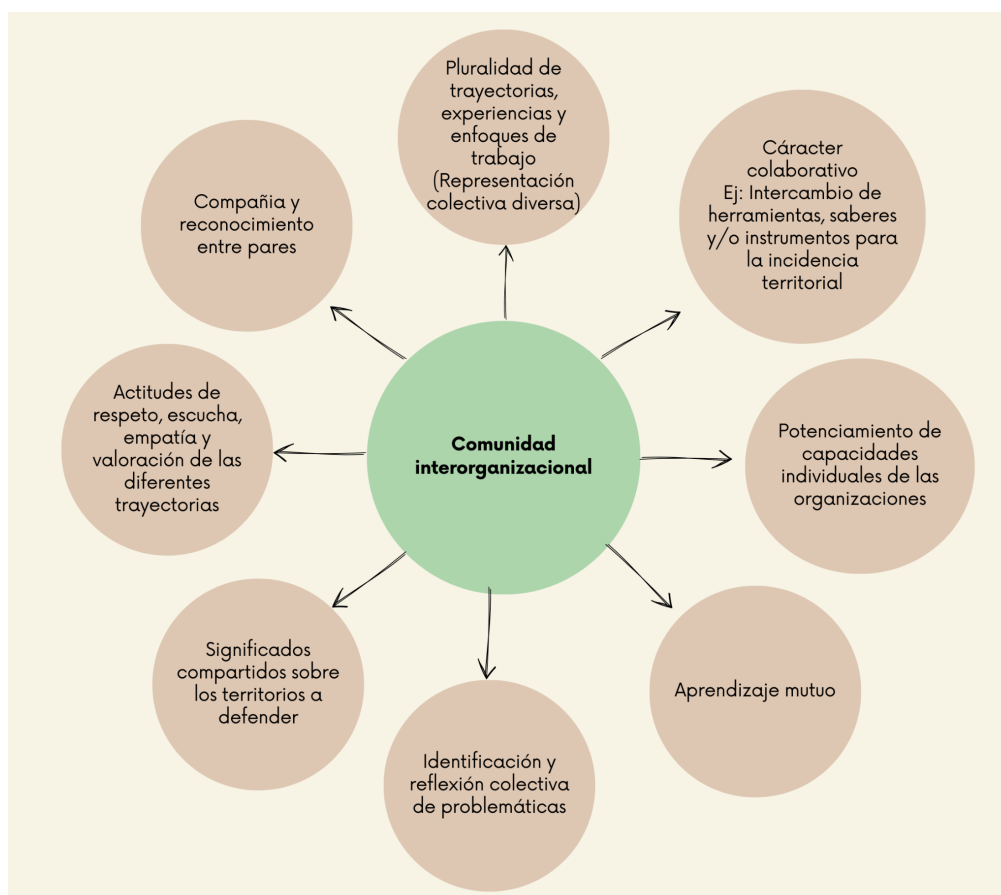 Pluralidad de
trayectorias,
experiencias y
enfoques de
trabajo
(Representación
colectiva diversa)
Cáracter
colaborativo
Ej: Intercambio de
herramientas, saberes
y/o instrumentos para
la incidencia
territorial
Compañia y
reconocimiento
entre pares
Actitudes de
respeto, escucha,
empatía y
valoración de las
diferentes
trayectorias
Comunidad
interorganizacional
Potenciamiento de
capacidades
individuales de las
organizaciones
Significados
compartidos sobre
los territorios a
defender
Aprendizaje mutuo
Identificación y
reflexión colectiva
de problemáticas